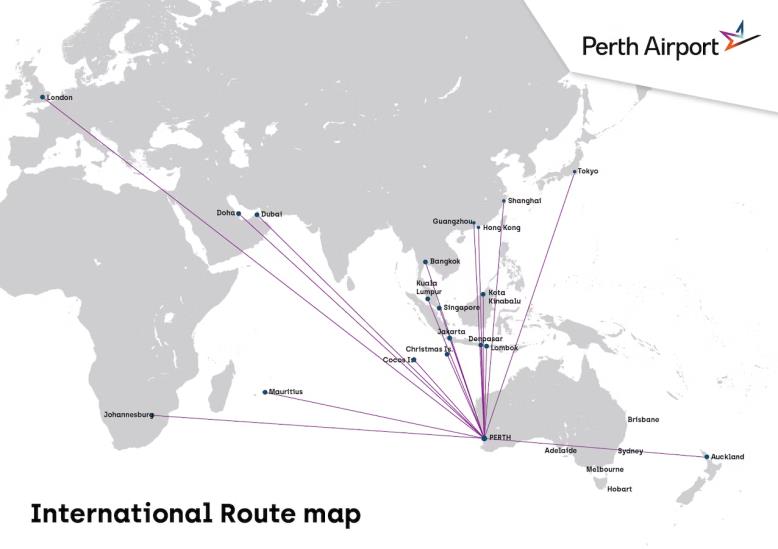 Perth Airport
London
Tokyo
Shanghai
Doha
Dubai
Guangzhou
Hong Kong
Bangkok
Kuala
Lumpur
Kota
Kinabalu
Singapore
Jakarta
Denpasar
Lombok
Christmas Is.
Cocos Is.
Mauritius
Johannesburg
Brisbane
PERTH
Adelaide
Sydney
Auckland
Melbourne
Hobart
International Route map